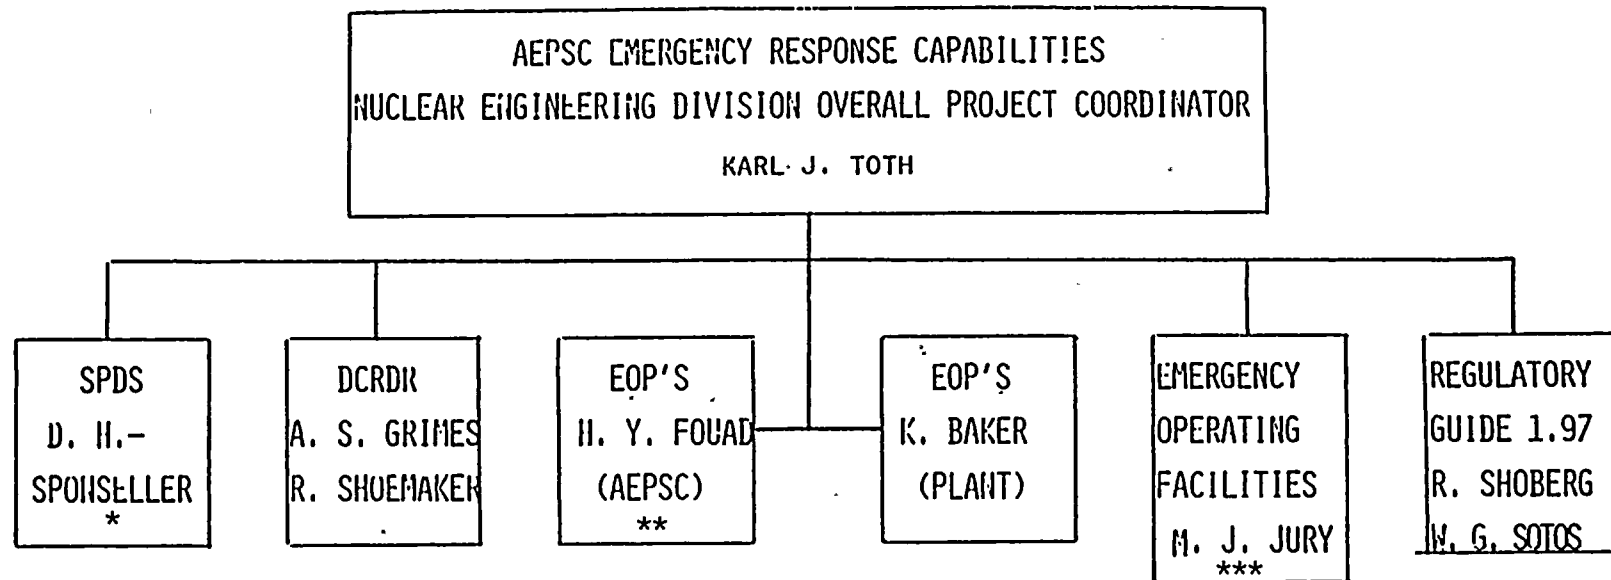 AEPSC EMERGENCY RESPONSE CAPABILITIES
NUCLEAR ENGINEERING DIVISION OVERALL PROJECT COORDINATOR
KARL J. TOTH
SPDS
D. H.-
SPONSELLER
*
DCRDR
A. S. GRIMES
R. SHOEMAKER
EOP'S
H. Y. FOUAD
(AEPSC)
**
EOP'S
K. BAKER
(PLANT)
EMERGENCY
OPERATING
FACILITIES
M. J. JURY
***
REGULATORY
GUIDE 1.97
R. SHOBERG
W. G. SOTOS